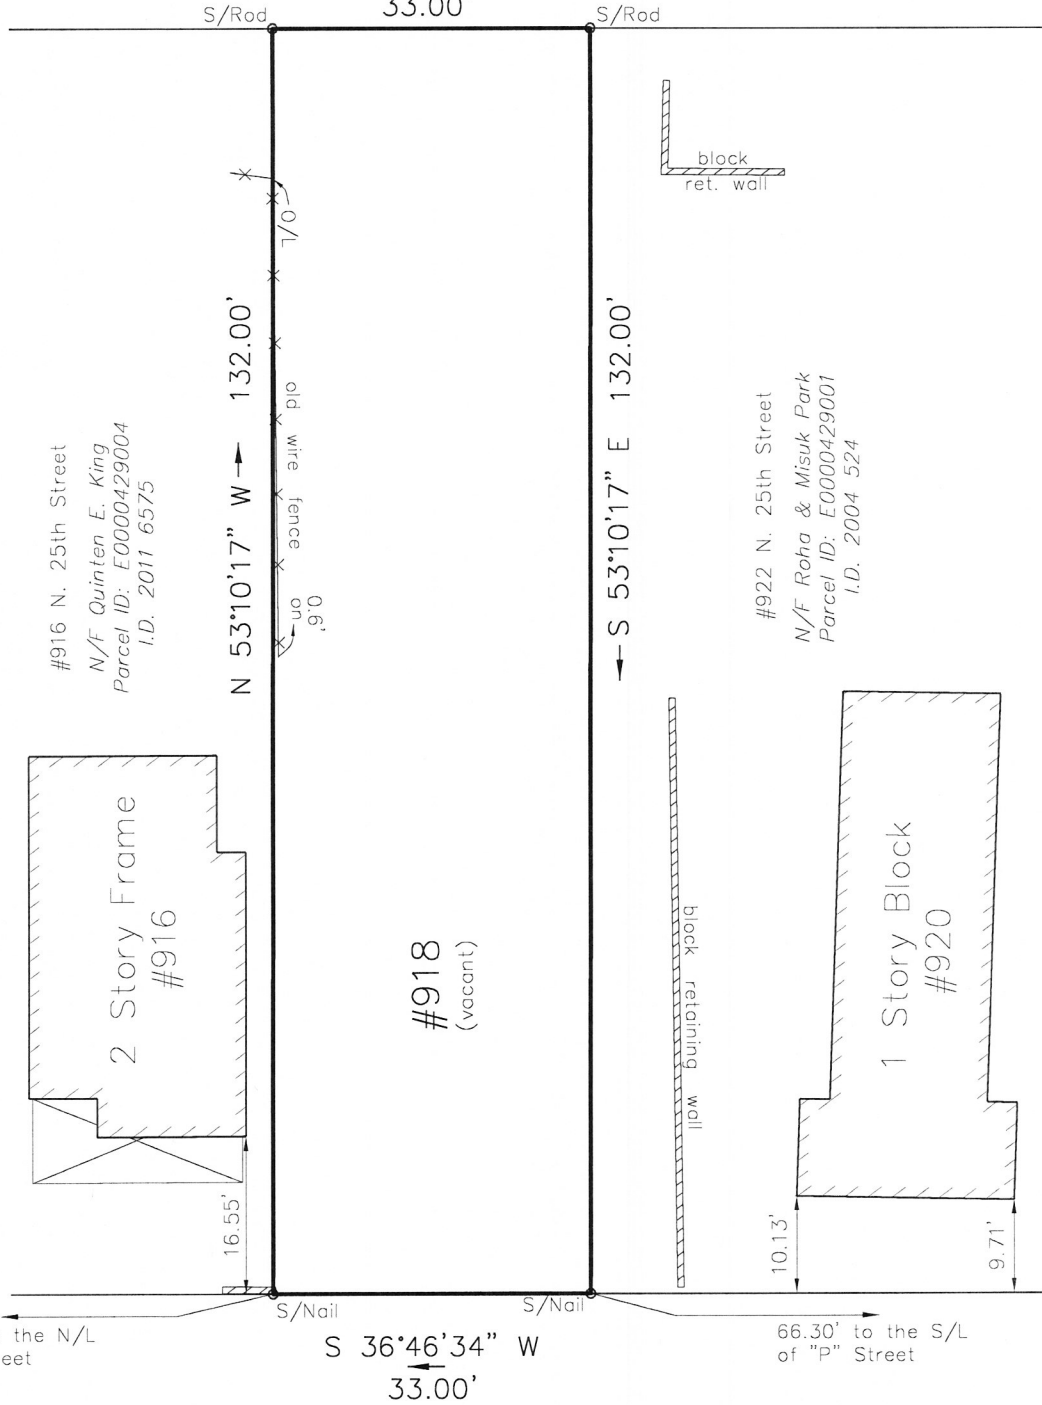 33.00
S/Rod
S/Rod
block
ret. wall
O/L
N 53°10'17" W 132.00'
S 53°10'17" E 132.00'
old wire fence
0.6'
on
#916 N. 25th Street
N/F Quinten E. King
Parcel ID: E0000429004
I.D. 2011 6575
#922 N. 25th Street
N/F Roha & Misuk Park
Parcel ID: E0000429001
I.D. 2004 524
2 Story Frame
#916
#918
(vacant)
block retaining wall
1 Story Block
#920
16.55'
10.13'
9.71'
S/Nail
S/Nail
the N/L
eet
S 36°46'34" W
33.00'
66.30' to the S/L
of "P" Street